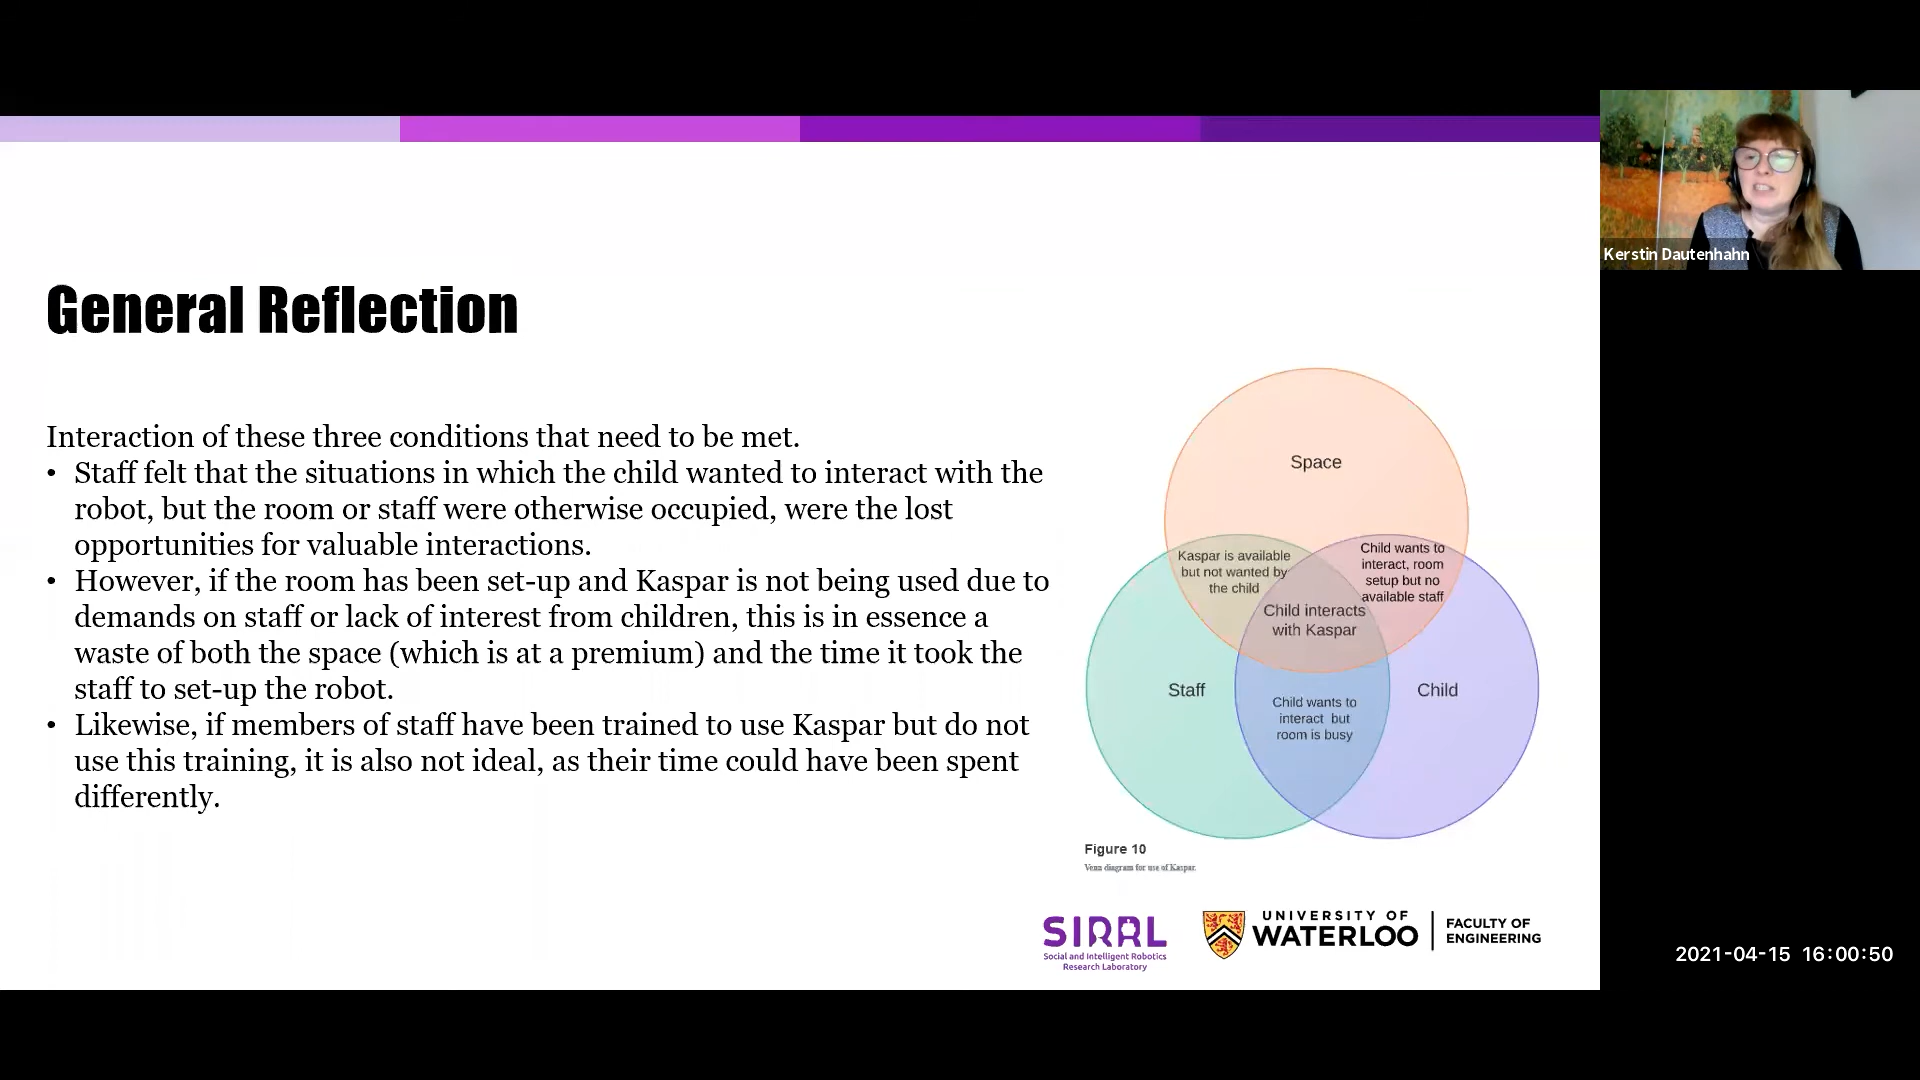 Kerstin Dautenhahn
General Reflection
Interaction of these three conditions that need to be met.
• Staff felt that the situations in which the child wanted to interact with the
robot, but the room or staff were otherwise occupied, were the lost
opportunities for valuable interactions.
• However, if the room has been set-up and Kaspar is not being used due to
demands on staff or lack of interest from children, this is in essence a
waste of both the space (which is at a premium) and the time it took the
staff to set-up the robot.
• Likewise, if members of staff have been trained to use Kaspar but do not
use this training, it is also not ideal, as their time could have been spent
differently.
Space
Kaspar is available
but not wanted by
the child
Child wants to
interact, room
setup but no
available staff
Child interacts
with Kaspar
Staff
Child
Child wants to
interact but
room is busy
Figure 10
Venn diagram for use of Kaspar.
SIRRL
Social and Intelligent Robotics
Research Laboratory
UNIVERSITY OF
WATERLOO
FACULTY OF
ENGINEERING
2021-04-15 16:00:50